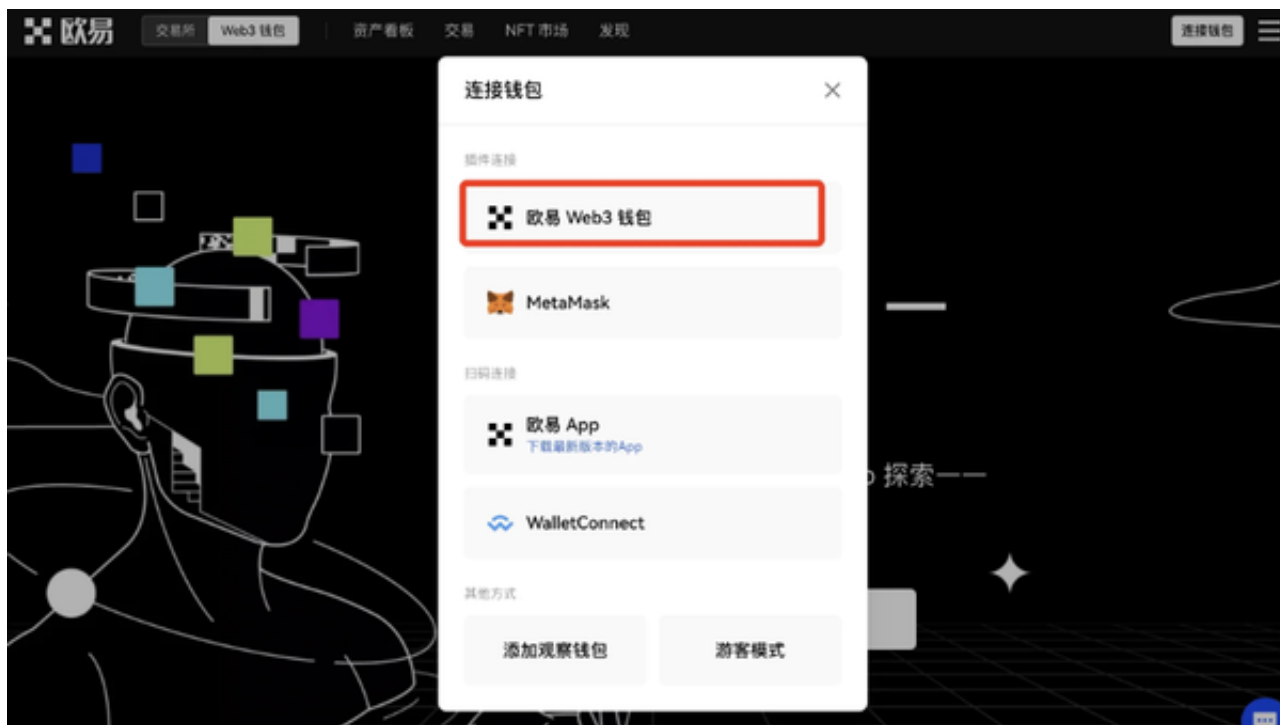 欧易
交易所 Web3 钱包 资产看板 交易 NFT 市场 发现 连接钱包
连接钱包
插件连接
欧易 Web3 钱包
MetaMask
扫码连接
欧易 App
下载最新版本的App
探索——
WalletConnect
其他方式
添加观察钱包 游客模式